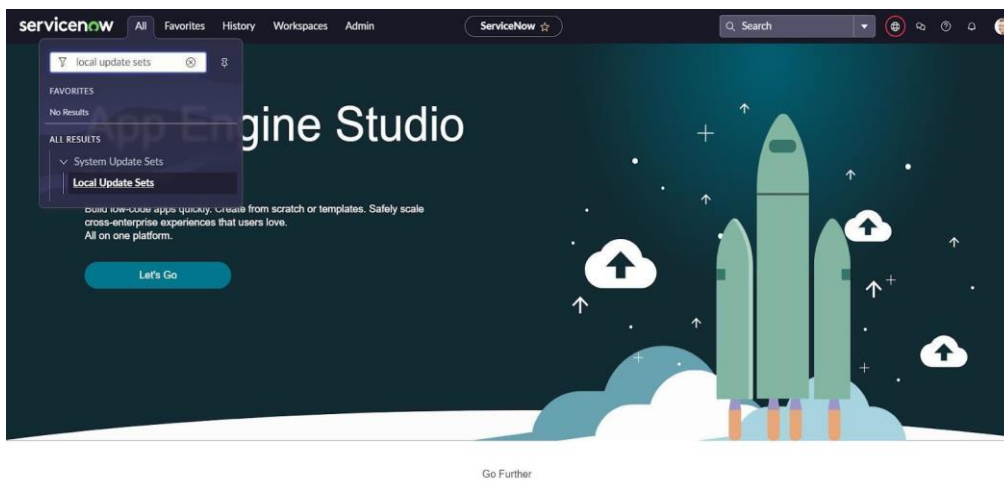 servicenow All Favorites History Workspaces Admin ServiceNow Search
local update sets
FAVORITES
No Results
ALL RESULTS
System Update Sets
Local Update Sets
App Engine Studio
Build low-code apps quickly. Create from scratch or templates. Safely scale
cross-enterprise experiences that users love.
All on one platform.
Let's Go
Go Further